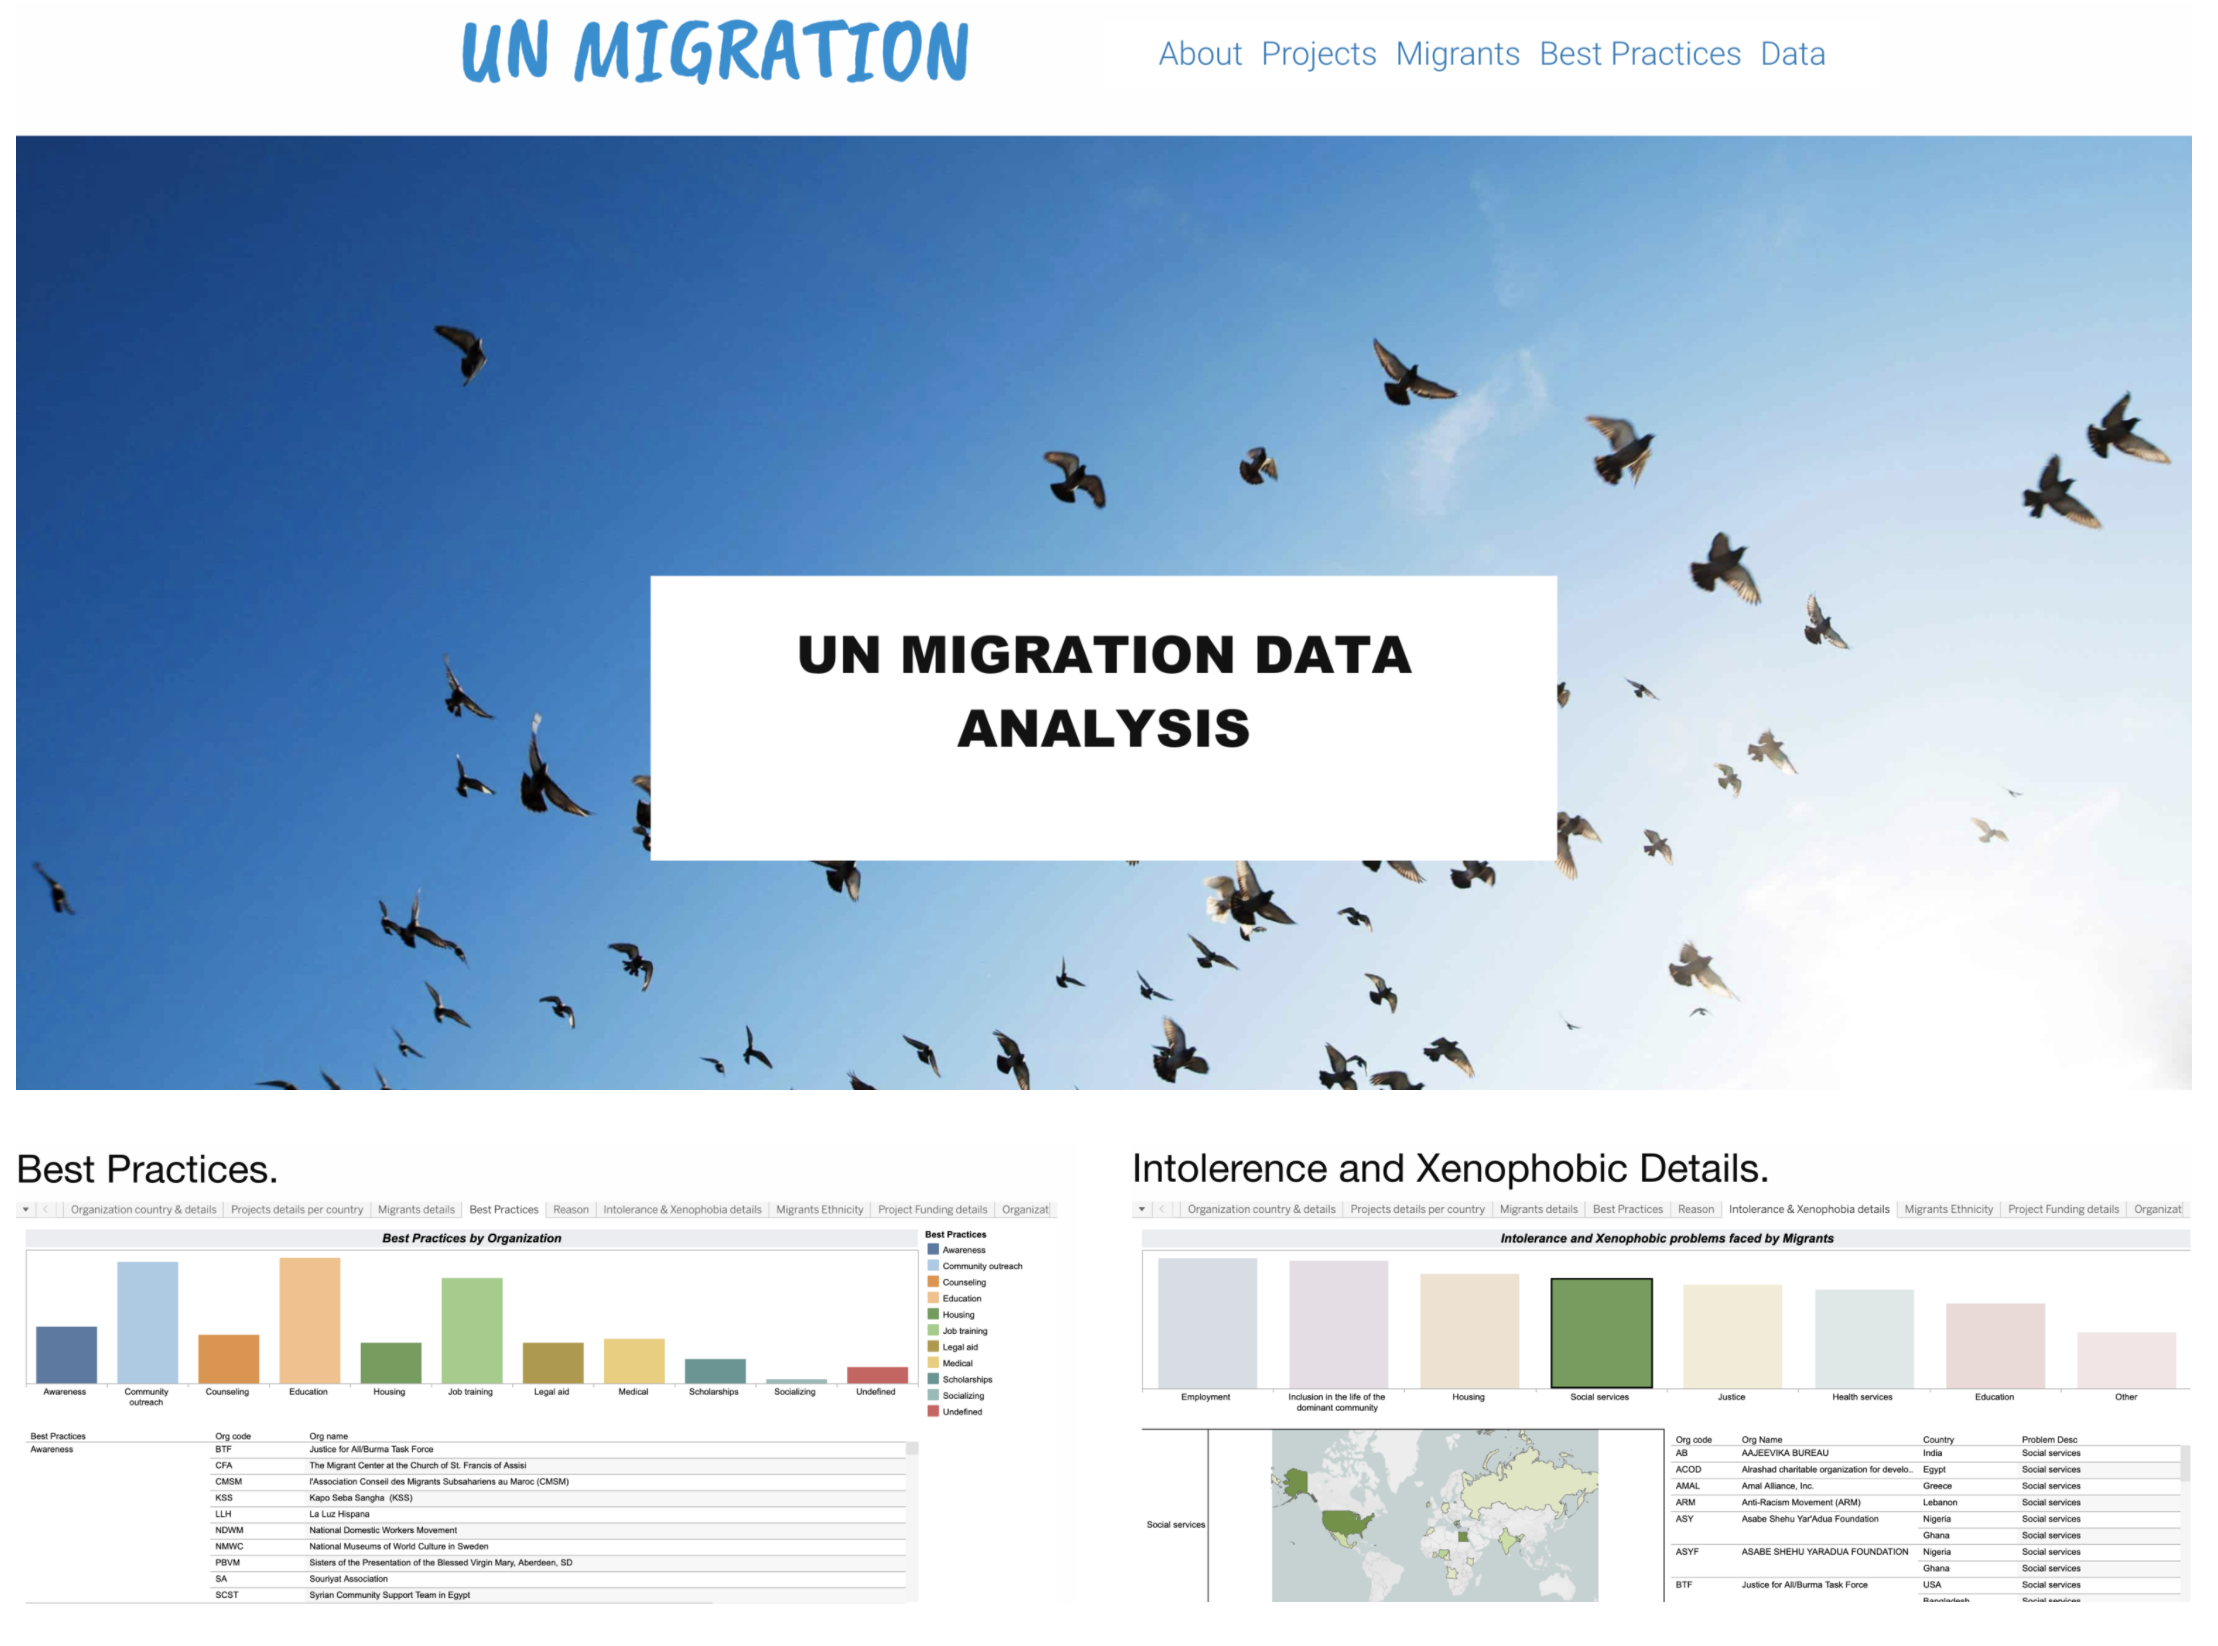 UN MIGRATION
About Projects Migrants Best Practices Data
UN MIGRATION DATA
ANALYSIS
Best Practices.
Organization country & details Projects details per country Migrants details Best Practices Reason Intolerance & Xenophobia details Migrants Ethnicity Project Funding details Organizat
Best Practices by Organization
Awareness Community outreach Counseling Education Housing Job training Legal aid Medical Scholarships Socializing Undefined
Best Practices
Awareness
Community outreach
Counseling
Education
Housing
Job training
Legal aid
Medical
Scholarships
Socializing
Undefined
Best Practices Org code Org name
Awareness BTF Justice for All/Burma Task Force
CFA The Migrant Center at the Church of St. Francis of Assisi
CMSM l'Association Conseil des Migrants Subsahariens au Maroc (CMSM)
KSS Kapo Seba Sangha (KSS)
LLH La Luz Hispana
NDWM National Domestic Workers Movement
NMWC National Museums of World Culture in Sweden
PBVM Sisters of the Presentation of the Blessed Virgin Mary, Aberdeen, SD
SA Souriyat Association
SCST Syrian Community Support Team in Egypt
Intolerence and Xenophobic Details.
Organization country & details Projects details per country Migrants details Best Practices Reason Intolerance & Xenophobia details Migrants Ethnicity Project Funding details Organizat
Intolerance and Xenophobic problems faced by Migrants
Employment Inclusion in the life of the dominant community Housing Social services Justice Health services Education Other
Social services
Org code Org Name Country Problem Desc
AB AAJEEVIKA BUREAU India Social services
ACOD Alrashad charitable organization for develo.. Egypt Social services
AMAL Amal Alliance, Inc. Greece Social services
ARM Anti-Racism Movement (ARM) Lebanon Social services
ASY Asabe Shehu Yar'Adua Foundation Nigeria Social services
Ghana Social services
ASYF ASABE SHEHU YARADUA FOUNDATION Nigeria Social services
Ghana Social services
BTF Justice for All/Burma Task Force USA Social services
Bangladesh Social services